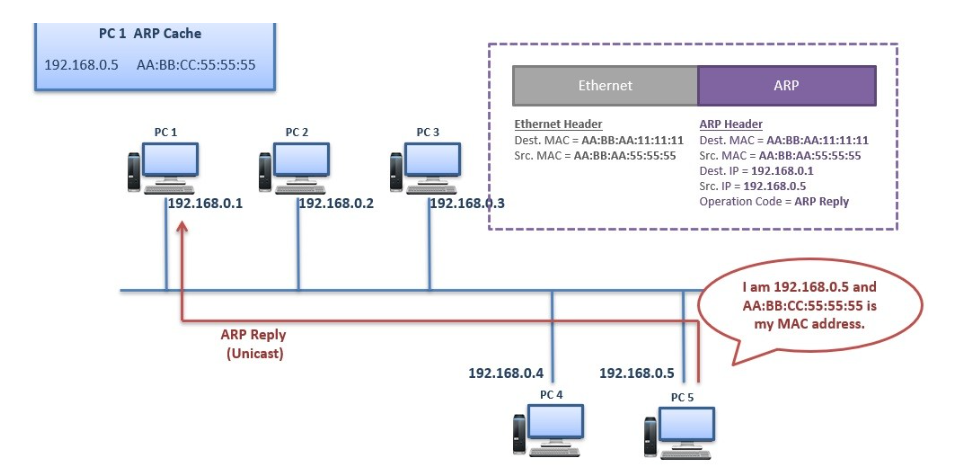 PC 1 ARP Cache
192.168.0.5 AA:BB:CC:55:55:55
Ethernet
ARP
Ethernet Header
Dest. MAC = AA:BB:AA:11:11:11
Src. MAC = AA:BB:AA:55:55:55
ARP Header
Dest. MAC = AA:BB:AA:11:11:11
Src. MAC = AA:BB:AA:55:55:55
Dest. IP = 192.168.0.1
Src. IP = 192.168.0.5
Operation Code = ARP Reply
PC 1
PC 2
PC 3
192.168.0.1
192.168.0.2
192.168.0.3
I am 192.168.0.5 and
AA:BB:CC:55:55:55 is
my MAC address.
ARP Reply
(Unicast)
192.168.0.4
192.168.0.5
PC 4
PC 5